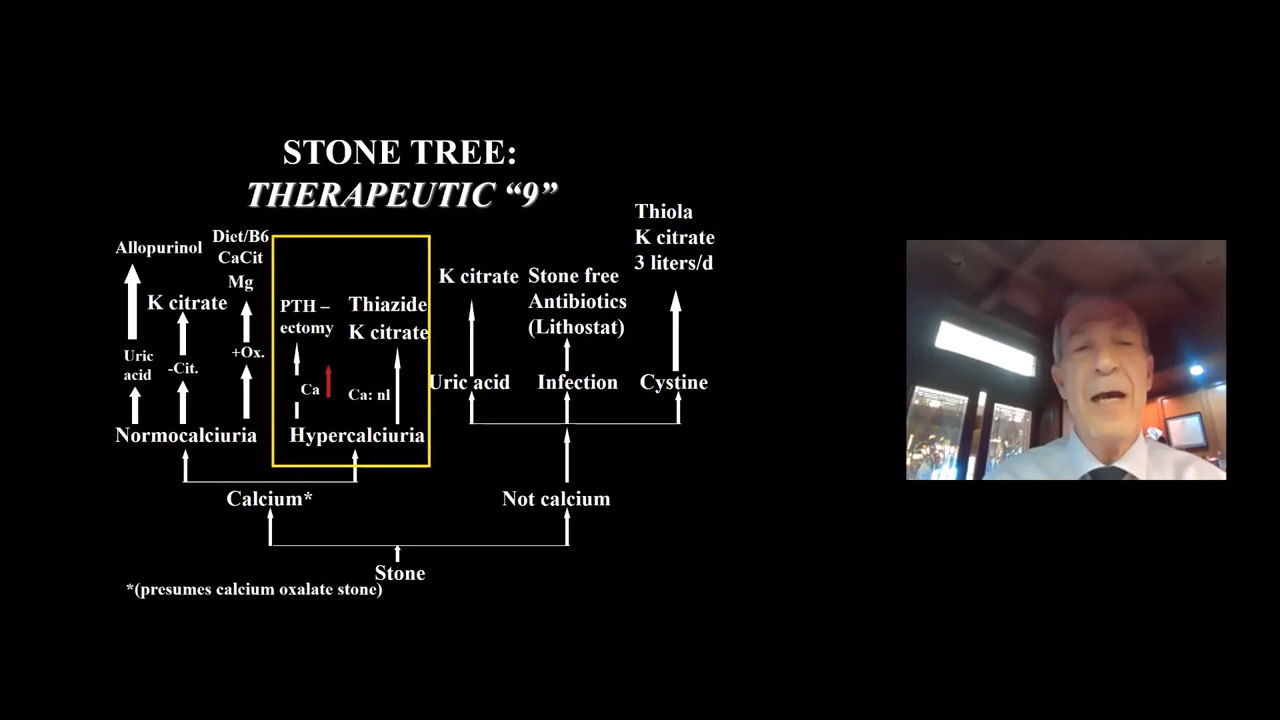 STONE TREE:
THERAPEUTIC “9”
Thiola
K citrate
3 liters/d
Allopurinol
Diet/B6
CaCit
Mg
K citrate
PTH –
ectomy
Thiazide
K citrate
K citrate
Stone free
Antibiotics
(Lithostat)
Uric
acid
-Cit.
+Ox.
Ca
Ca: nl
Uric acid
Infection
Cystine
Normocalciuria
Hypercalciuria
Calcium*
Not calcium
Stone
*(presumes calcium oxalate stone)